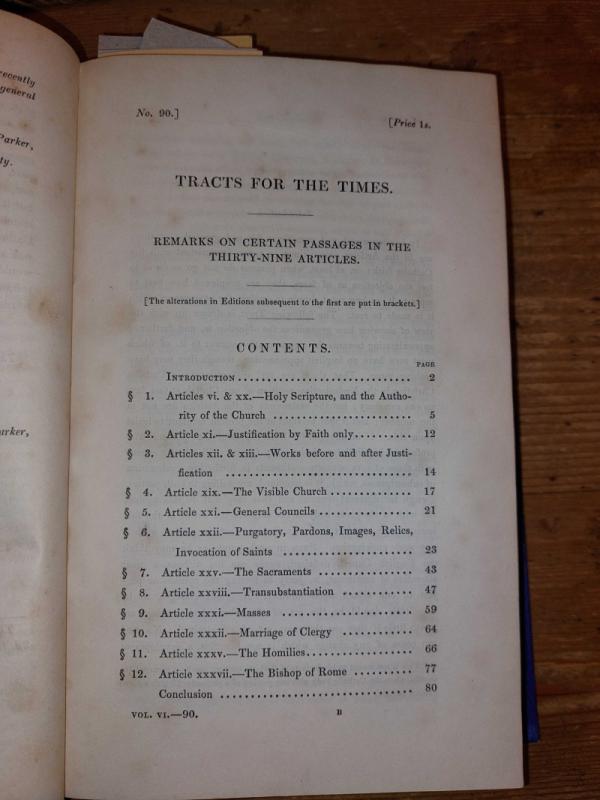 recently
general
Parker,
ty.
arker,
No. 90.]
[Price 1s.
TRACTS FOR THE TIMES.
REMARKS ON CERTAIN PASSAGES IN THE
THIRTY-NINE ARTICLES.
[The alterations in Editions subsequent to the first are put in brackets.]
CONTENTS.
PAGE
INTRODUCTION .............................. 2
§ 1. Articles vi. & xx.—Holy Scripture, and the Autho-
rity of the Church ........................ 5
§ 2. Article xi.—Justification by Faith only.......... 12
§ 3. Articles xii. & xiii.—Works before and after Justi-
fication ................................ 14
§ 4. Article xix.—The Visible Church .............. 17
§ 5. Article xxi.—General Councils ................ 21
§ 6. Article xxii.—Purgatory, Pardons, Images, Relics,
Invocation of Saints ...................... 23
§ 7. Article xxv.—The Sacraments ................ 43
§ 8. Article xxviii.—Transubstantiation ............ 47
§ 9. Article xxxi.—Masses ...................... 59
§ 10. Article xxxii.—Marriage of Clergy ............ 64
§ 11. Article xxxv.—The Homilies.................. 66
§ 12. Article xxxvii.—The Bishop of Rome .......... 77
Conclusion ................................. 80
VOL. VI.—90.
B